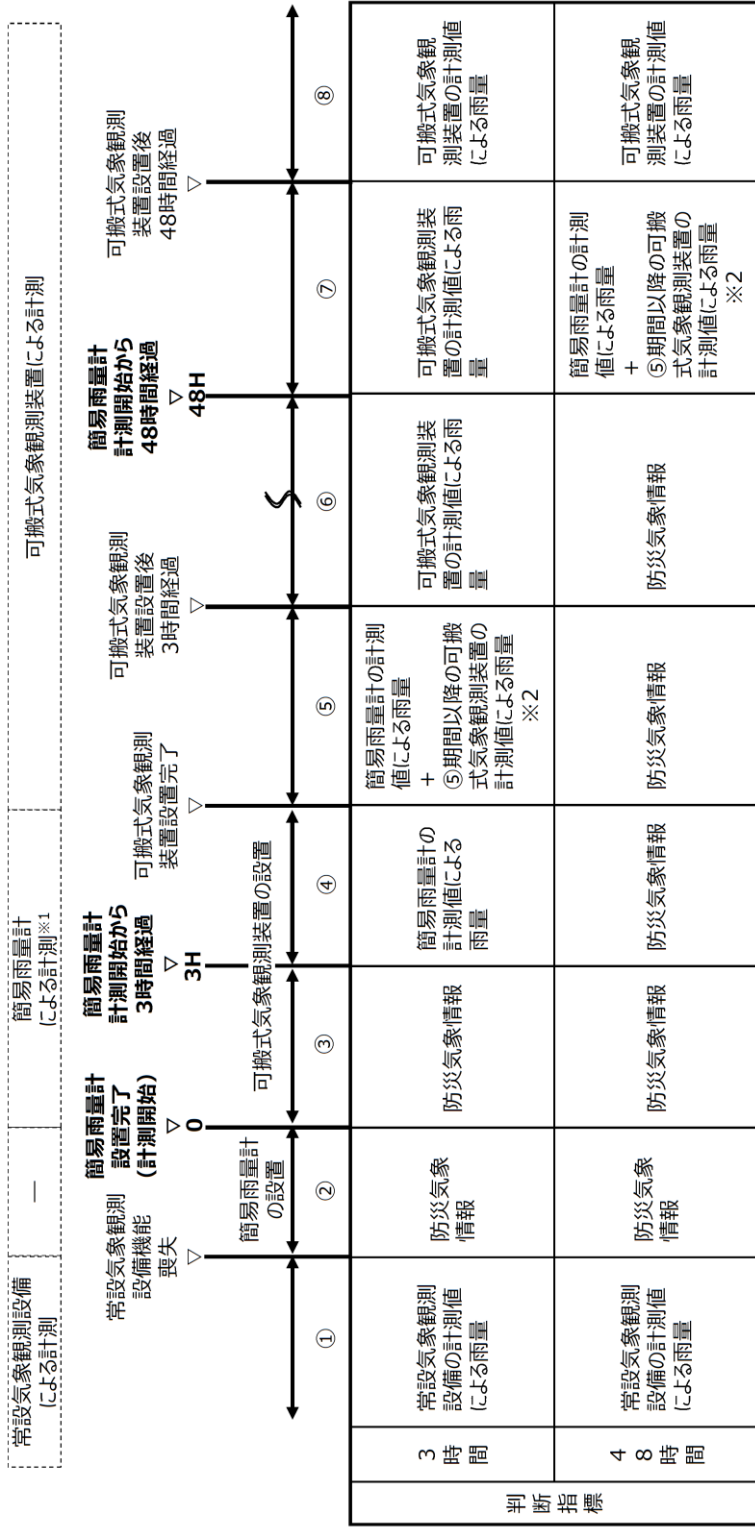 常設気象観測設備
による計測
―
簡易雨量計
による計測※1
可搬式気象観測装置による計測
常設気象観測
設備機能
喪失
▽
簡易雨量計
設置完了
(計測開始)
▽
0
簡易雨量計
計測開始から
3時間経過
▽
3H
可搬式気象観測
装置設置完了
▽
可搬式気象観測
装置設置後
3時間経過
▽
簡易雨量計
計測開始から
48時間経過
▽
48H
可搬式気象観測
装置設置後
48時間経過
▽
簡易雨量計
の設置
可搬式気象観測装置の設置
①
②
③
④
⑤
⑥
⑦
⑧
判断指標
3時間
常設気象観測
設備の計測値
による雨量
防災気象
情報
防災気象情報
簡易雨量計の
計測値による
雨量
簡易雨量計の計測
値による雨量
+
⑤期間以降の可搬
式気象観測装置の
計測値による雨量
※2
可搬式気象観測装
置の計測値による雨
量
可搬式気象観測装
置の計測値による雨
量
可搬式気象観
測装置の計測値
による雨量
48時間
常設気象観測
設備の計測値
による雨量
防災気象
情報
防災気象情報
防災気象情報
防災気象情報
防災気象情報
簡易雨量計の計測
値による雨量
+
⑤期間以降の可搬
式気象観測装置の
計測値による雨量
※2
可搬式気象観
測装置の計測値
による雨量